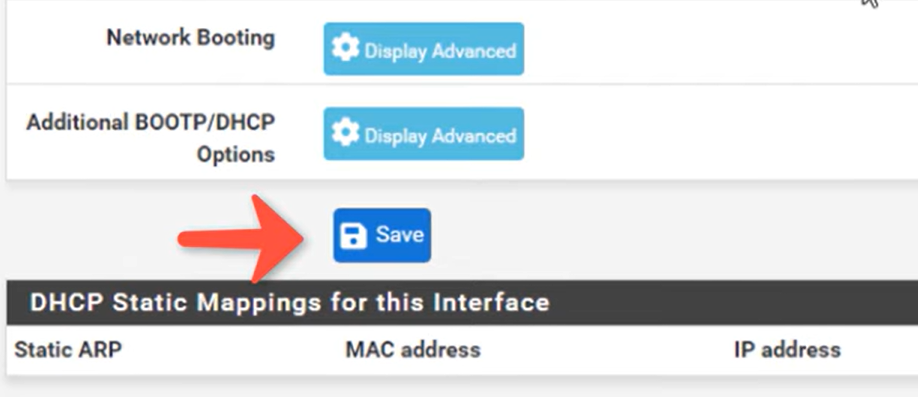 Network Booting
Display Advanced
Additional BOOTP/DHCP
Options
Display Advanced
Save
DHCP Static Mappings for this Interface
Static ARP MAC address IP address